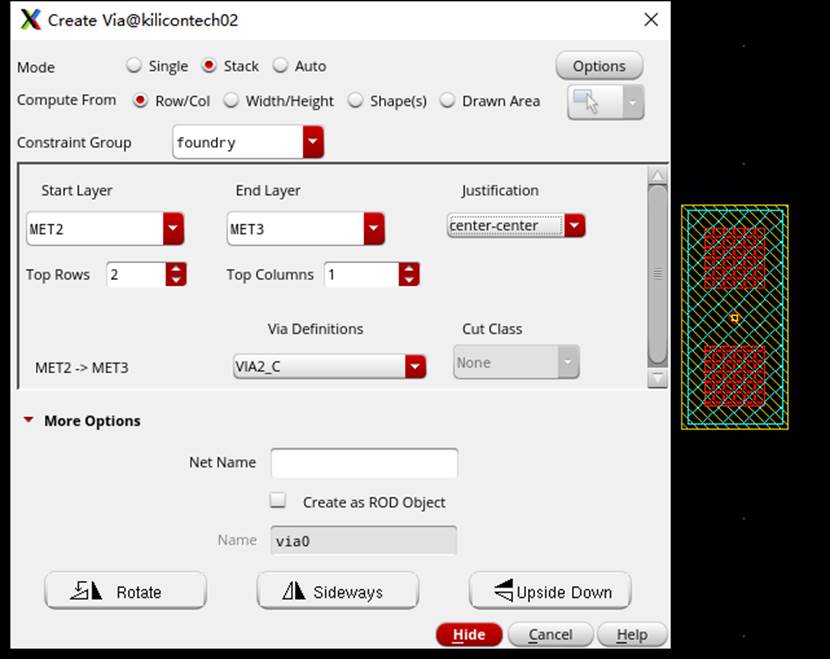 Create Via@kilicontech02
Mode Single Stack Auto Options
Compute From Row/Col Width/Height Shape(s) Drawn Area
Constraint Group foundry
Start Layer End Layer Justification
MET2 MET3 center-center
Top Rows 2 Top Columns 1
Via Definitions Cut Class
MET2 -> MET3 VIA2_C None
More Options
Net Name
Create as ROD Object
Name via0
Rotate Sideways Upside Down
Hide Cancel Help